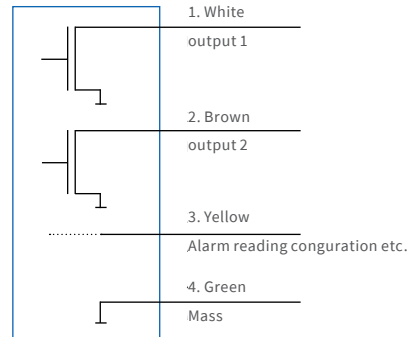 1. White
output 1
2. Brown
output 2
3. Yellow
Alarm reading conguration etc.
4. Green
Mass